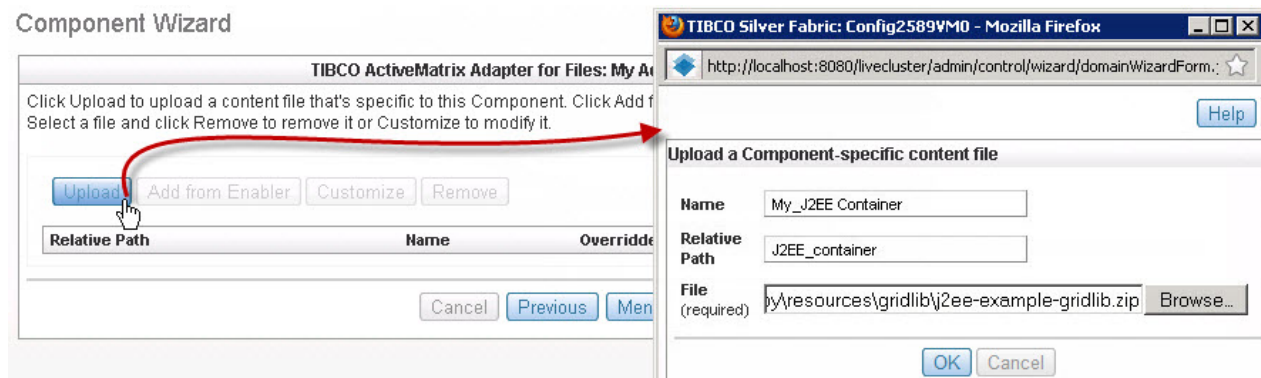 Component Wizard
TIBCO ActiveMatrix Adapter for Files: My A
Click Upload to upload a content file that's specific to this Component. Click Add f
Select a file and click Remove to remove it or Customize to modify it.
Upload Add from Enabler Customize Remove
Relative Path Name Overridde
Cancel Previous Men
TIBCO Silver Fabric: Config2589VM0 - Mozilla Firefox
http://localhost:8080/livecluster/admin/control/wizard/domainWizardForm.
Help
Upload a Component-specific content file
Name My_J2EE Container
Relative
Path J2EE_container
File
(required) y\resources\gridlib\j2ee-example-gridlib.zip Browse...
OK Cancel